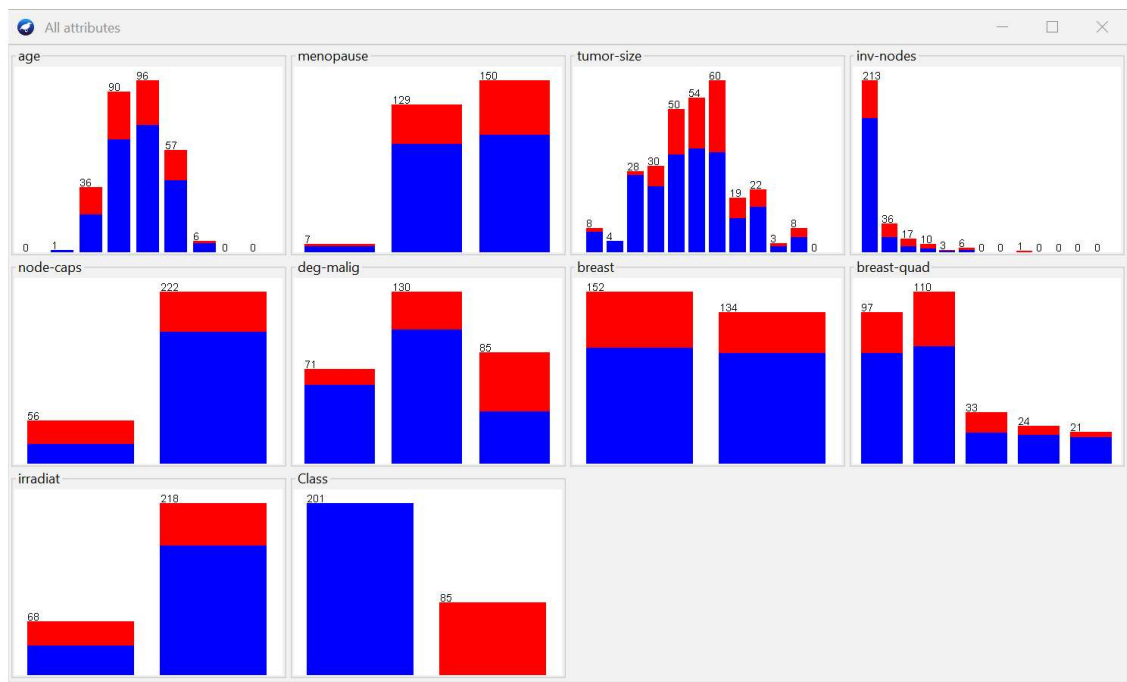 All attributes
age
0 1 36 90 96 57 6 0 0
menopause
7 129 150
tumor-size
8 4 28 30 50 54 60 19 22 3 8 0
inv-nodes
213 36 17 10 3 6 0 0 1 0 0 0 0
node-caps
56 222
deg-malig
71 130 85
breast
152 134
breast-quad
97 110 33 24 21
irradiat
68 218
Class
201 85